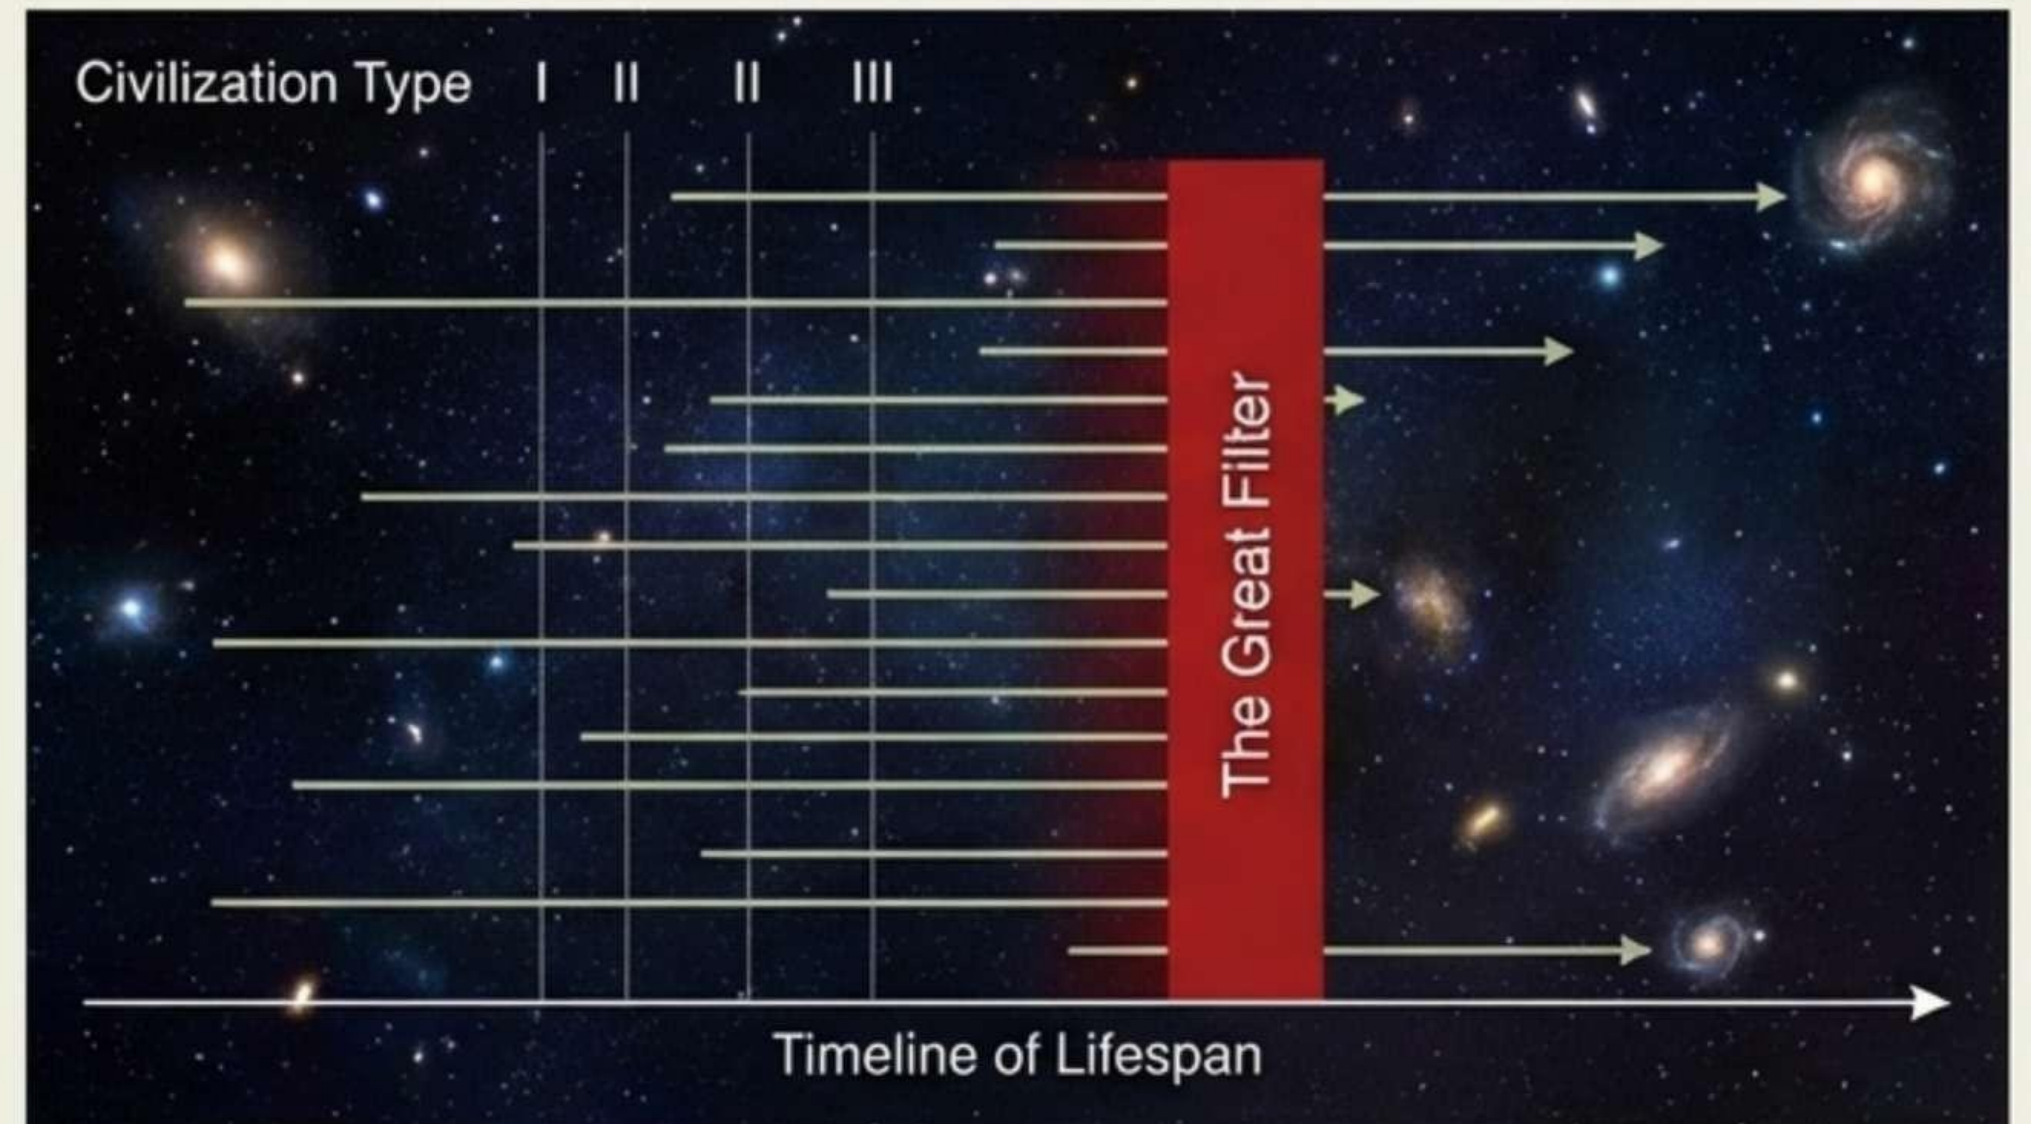 Civilization Type I II II III
The Great Filter
Timeline of Lifespan